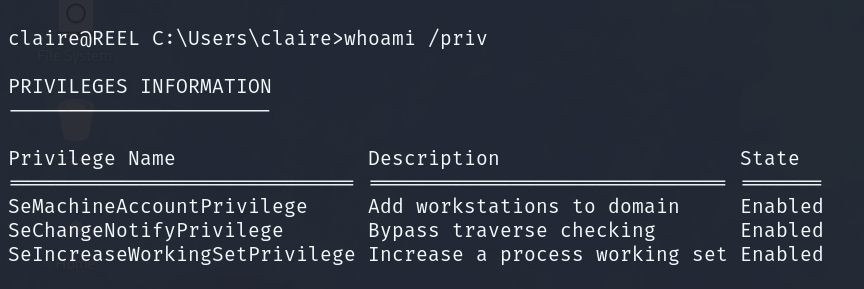 claire@REEL C:\Users\claire>whoami /priv
PRIVILEGES INFORMATION
Privilege Name Description State
SeMachineAccountPrivilege Add workstations to domain Enabled
SeChangeNotifyPrivilege Bypass traverse checking Enabled
SeIncreaseWorkingSetPrivilege Increase a process working set Enabled